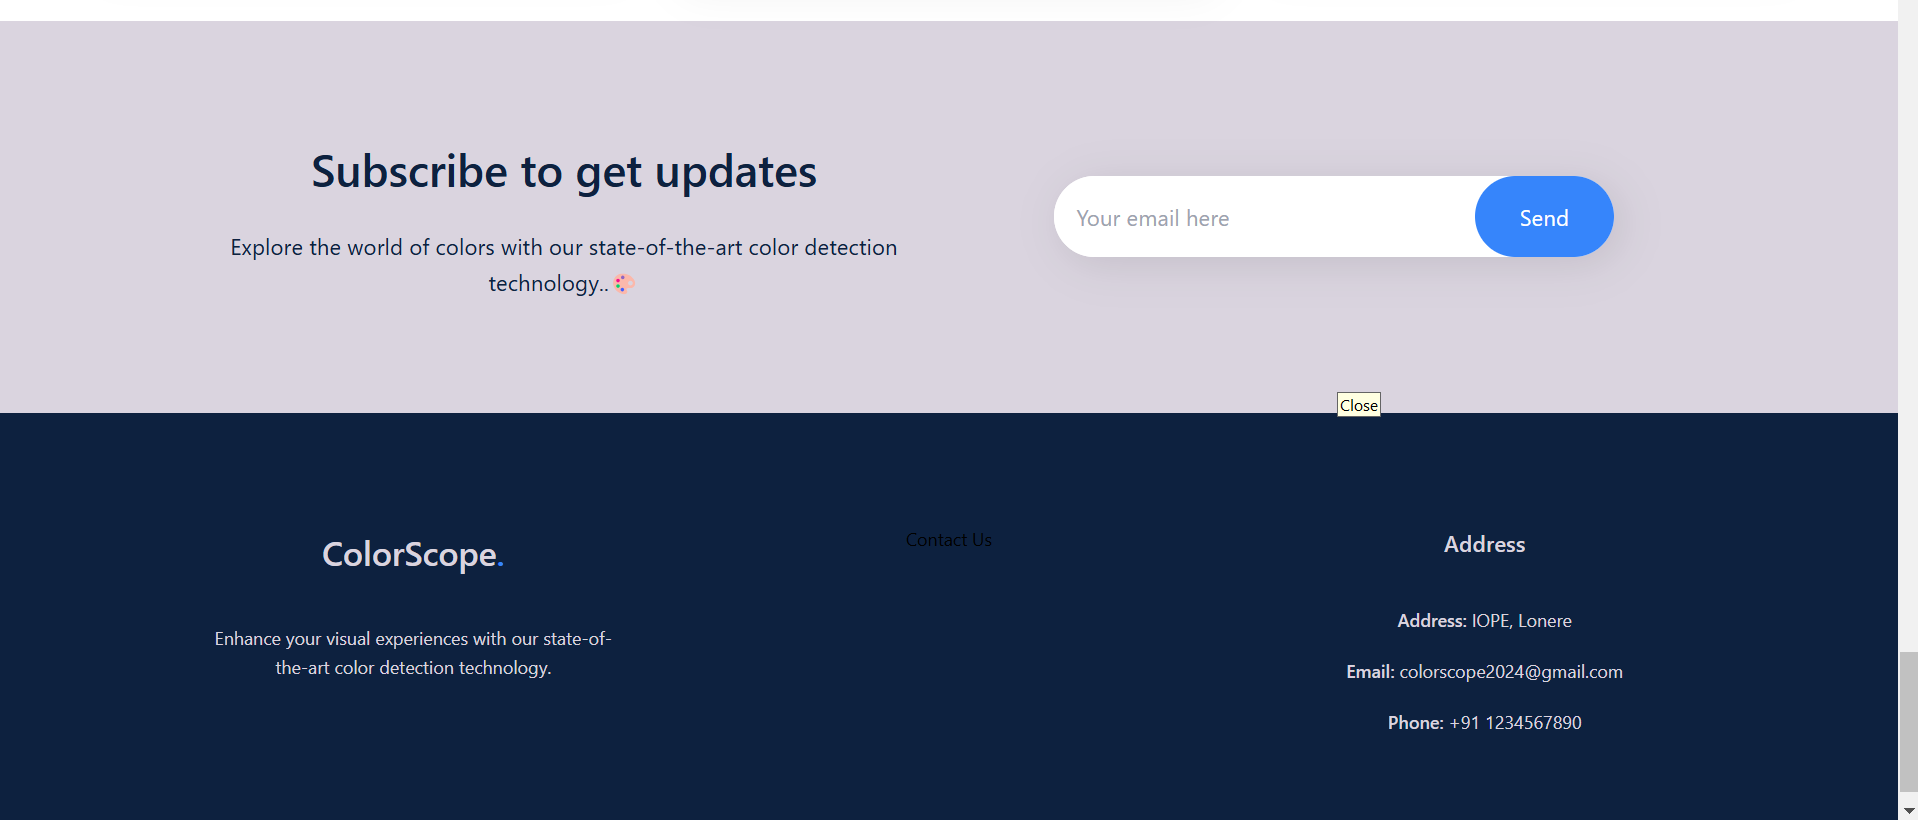 Subscribe to get updates
Explore the world of colors with our state-of-the-art color detection
technology.. 🎨
Your email here
Send
Close
ColorScope.
Enhance your visual experiences with our state-of-
the-art color detection technology.
Contact Us
Address
Address: IOPE, Lonere
Email: colorscope2024@gmail.com
Phone: +91 1234567890